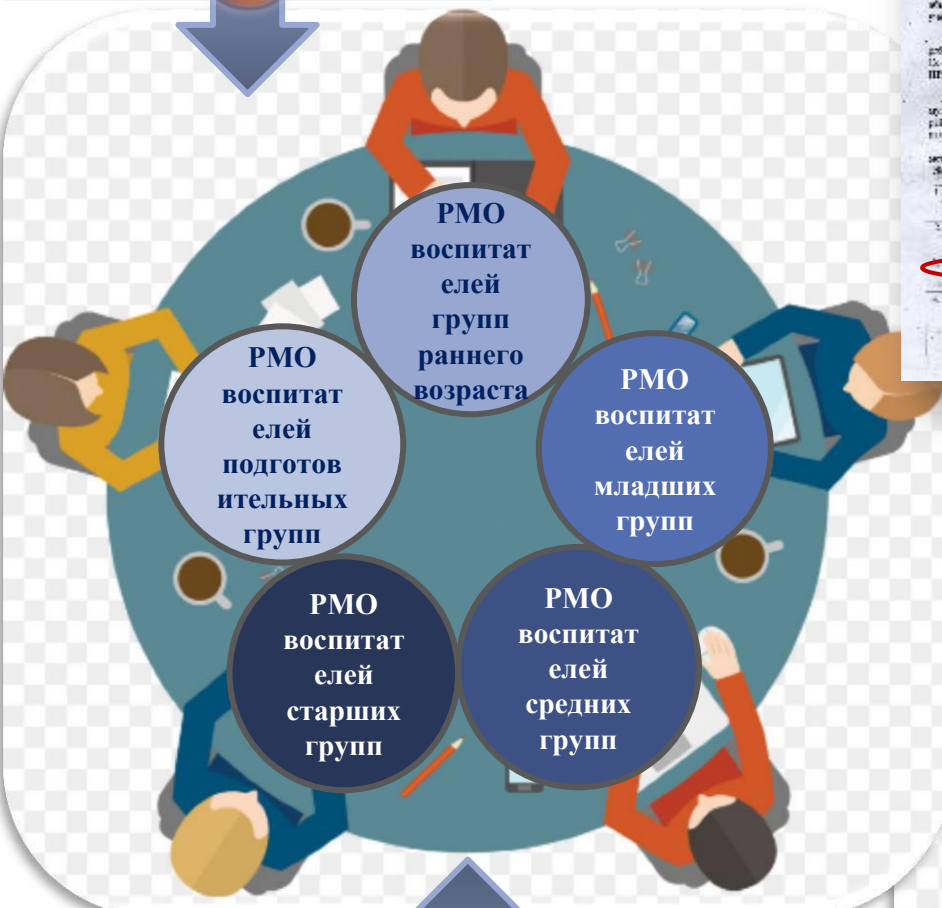 РМО
воспитат
елей
групп
раннего
возраста
РМО
воспитат
елей
младших
групп
РМО
воспитат
елей
средних
групп
РМО
воспитат
елей
старших
групп
РМО
воспитат
елей
подготов
ительных
групп